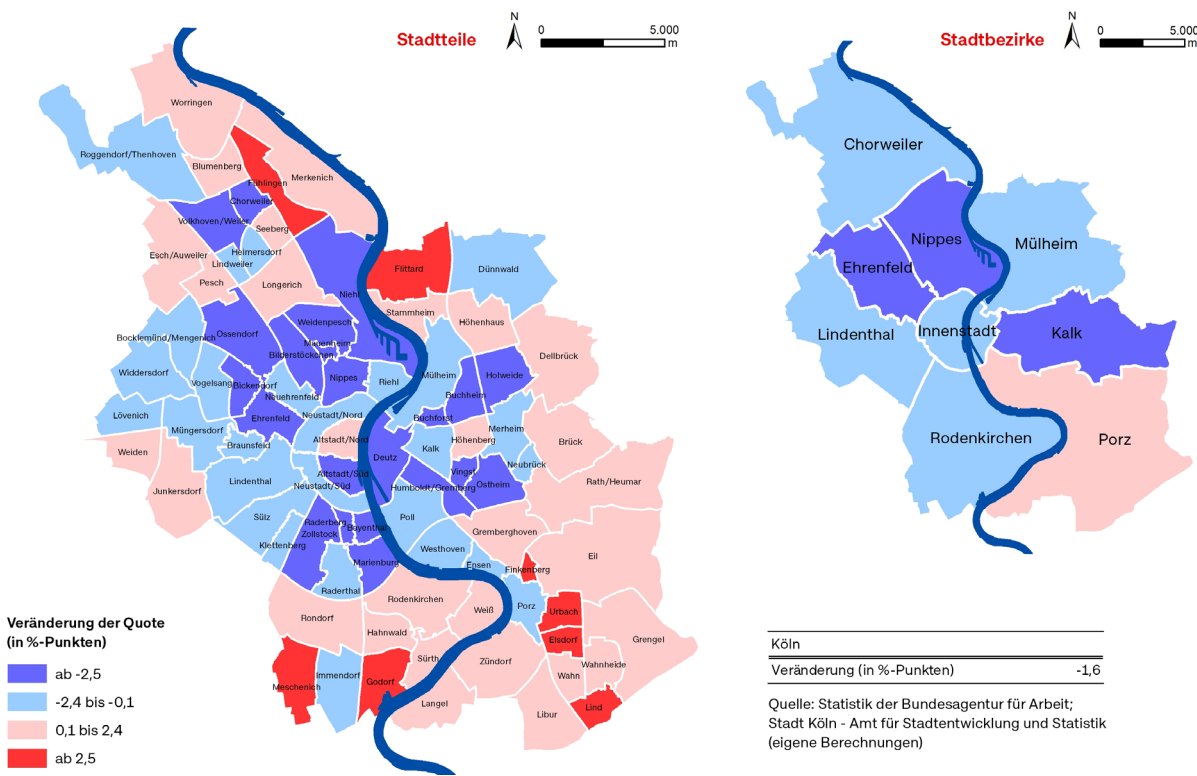 Stadtteile
N
0
5.000
m
Stadtbezirke
N
0
5.000
m
Worringen
Roggendorf/Thenhoven
Blumenberg
Fühlingen
Merkenich
Chorweiler
Volkhoven/Weiler
Seeberg
Esch/Auweiler
Heimersdorf
Lindweiler
Pesch
Longerich
Niehl
Flittard
Dünnwald
Stammheim
Höhenhaus
Dellbrück
Bocklemünd/Mengenich
Ossendorf
Weidenpesch
Mauenheim
Bilderstöckchen
Widdersdorf
Vogelsang
Bickendorf
Nippes
Riehl
Mülheim
Holweide
Buchheim
Neuehrenfeld
Lövenich
Müngersdorf
Ehrenfeld
Neustadt/Nord
Buchforst
Braunsfeld
Altstadt/Nord
Kalk
Höhenberg
Merheim
Brück
Weiden
Deutz
Neubrück
Junkersdorf
Lindenthal
Altstadt/Süd
Neustadt/Süd
Humboldt/Gremberg
Vingst
Ostheim
Rath/Heumar
Sülz
Raderberg
Zollstock
Bayenthal
Poll
Klettenberg
Gremberghoven
Westhoven
Marienburg
Ensen
Finkenberg
Eil
Raderthal
Rodenkirchen
Weiß
Porz
Urbach
Rondorf
Hahnwald
Elsdorf
Grengel
Sürth
Zündorf
Wahnheide
Wahn
Meschenich
Immendorf
Godorf
Langel
Libur
Lind
Chorweiler
Nippes
Mülheim
Ehrenfeld
Lindenthal
Innenstadt
Kalk
Rodenkirchen
Porz
Veränderung der Quote
(in %-Punkten)
ab -2,5
-2,4 bis -0,1
0,1 bis 2,4
ab 2,5
Köln
Veränderung (in %-Punkten) -1,6
Quelle: Statistik der Bundesagentur für Arbeit;
Stadt Köln - Amt für Stadtentwicklung und Statistik
(eigene Berechnungen)